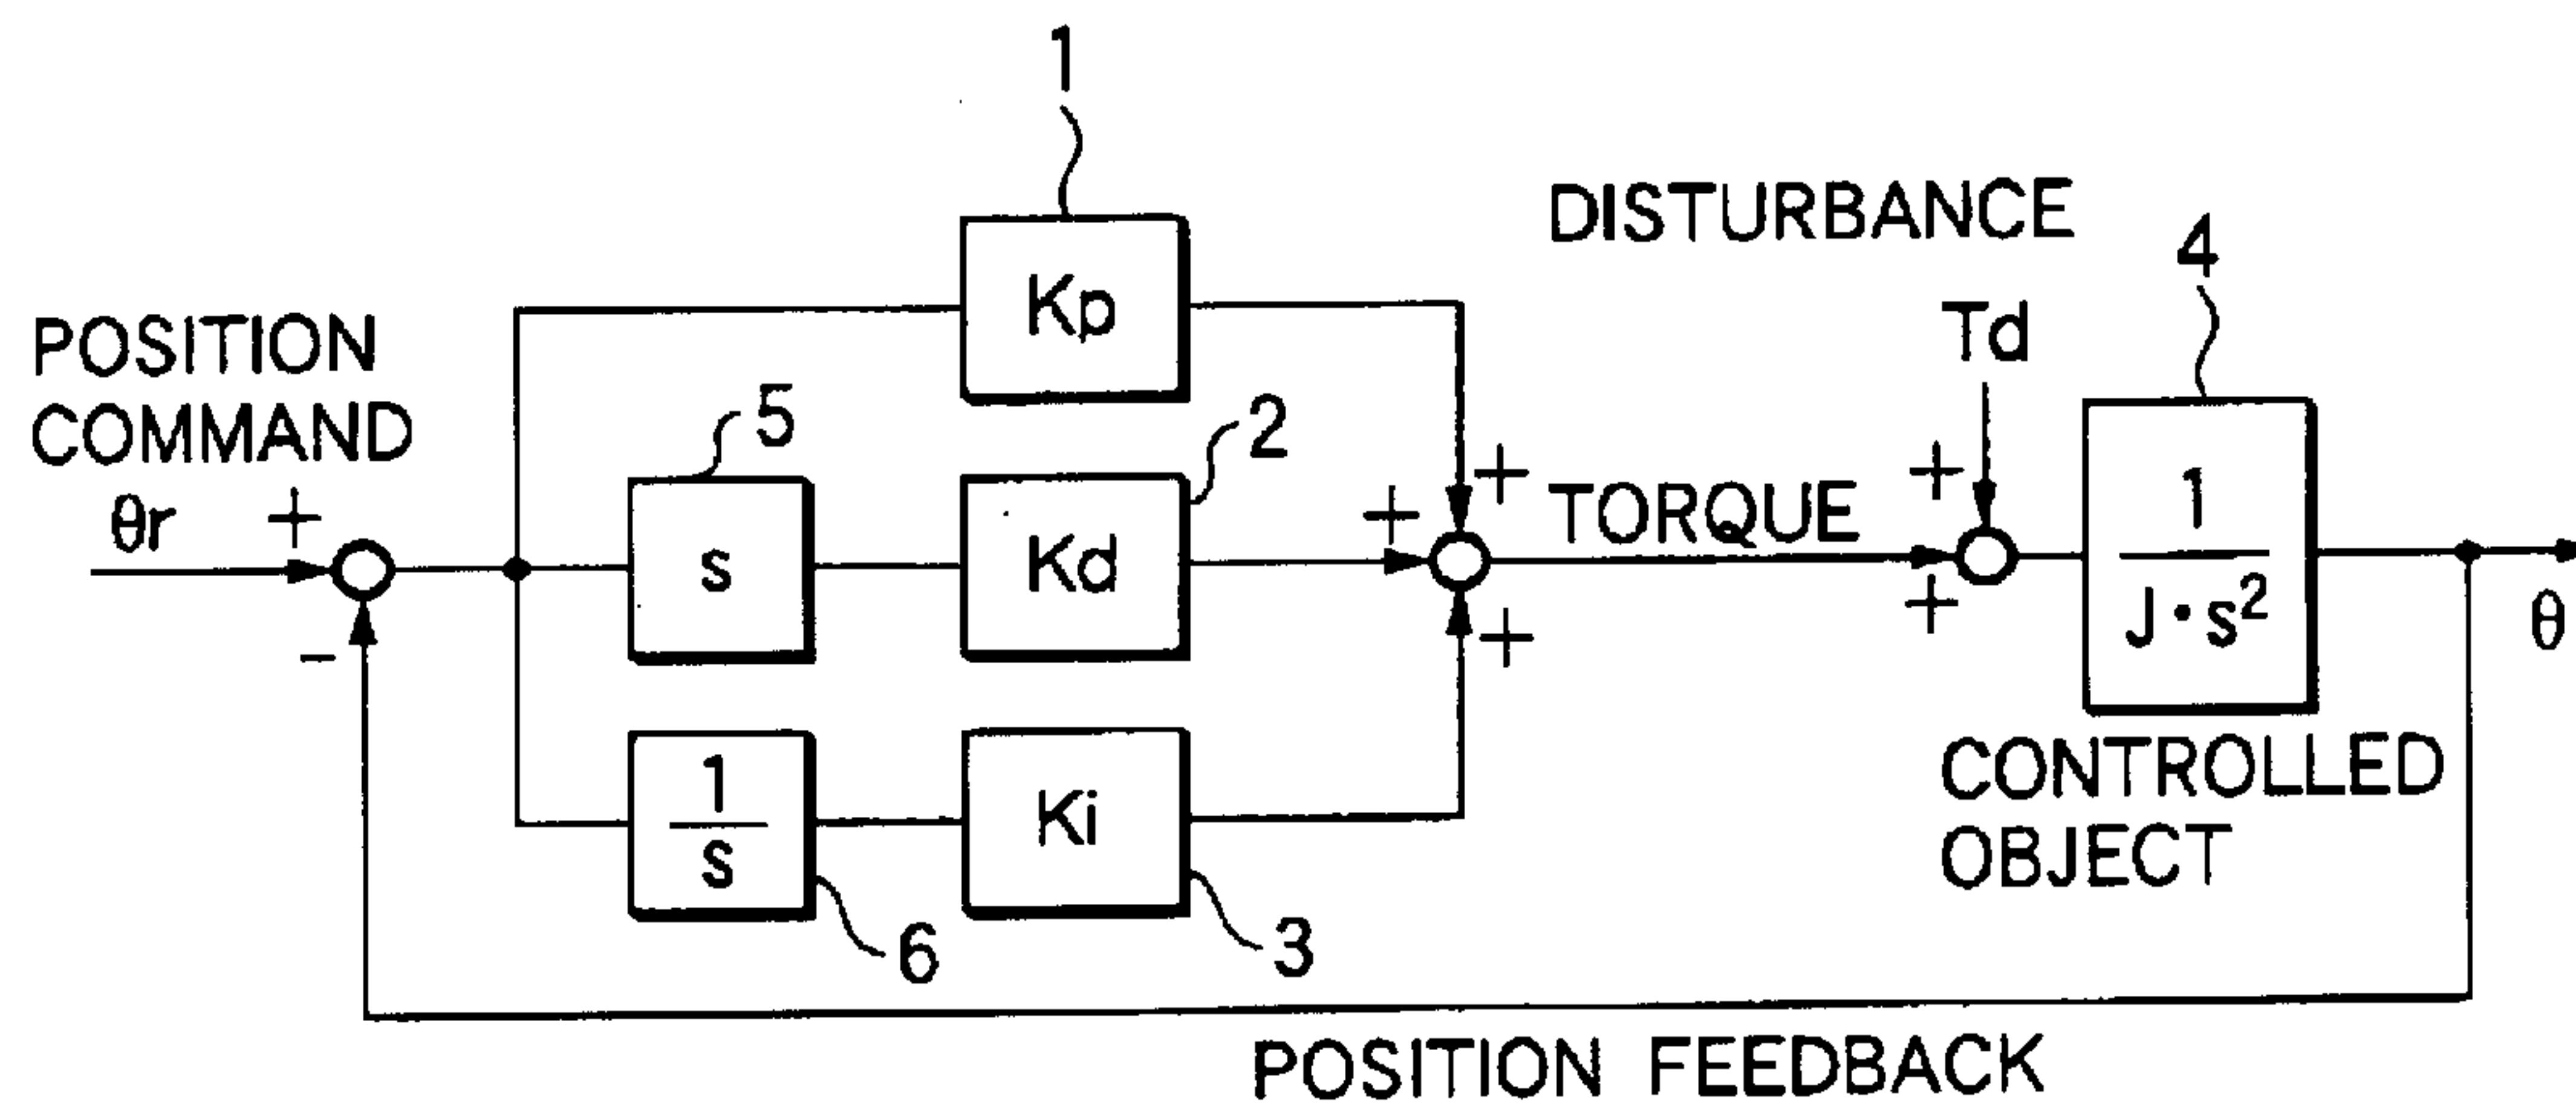 1
DISTURBANCE
4
Kp
Td
POSITION
COMMAND
5
2
θr
+
s
Kd
+
+
TORQUE
+
+
1
J·s²
θ
-
+
1
s
Ki
CONTROLLED
OBJECT
6
3
POSITION FEEDBACK